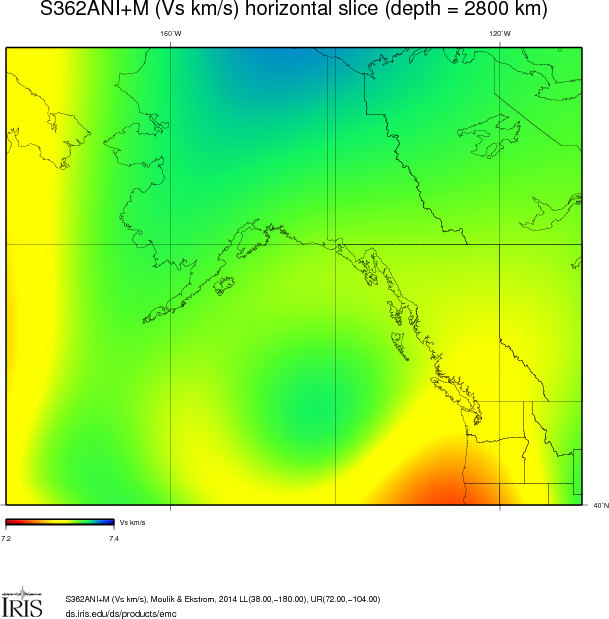 S362ANI+M (Vs km/s) horizontal slice (depth = 2800 km)
160˚W 120˚W
40˚N
Vs km/s
7.2 7.4
IRIS
S362ANI+M (Vs km/s), Moulik & Ekstrom, 2014 LL(38.00,−180.00), UR(72.00,−104.00)
ds.iris.edu/ds/products/emc